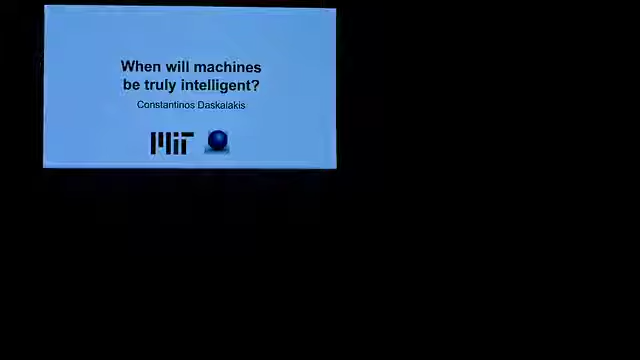 When will machines
be truly intelligent?
Constantinos Daskalakis
MIT